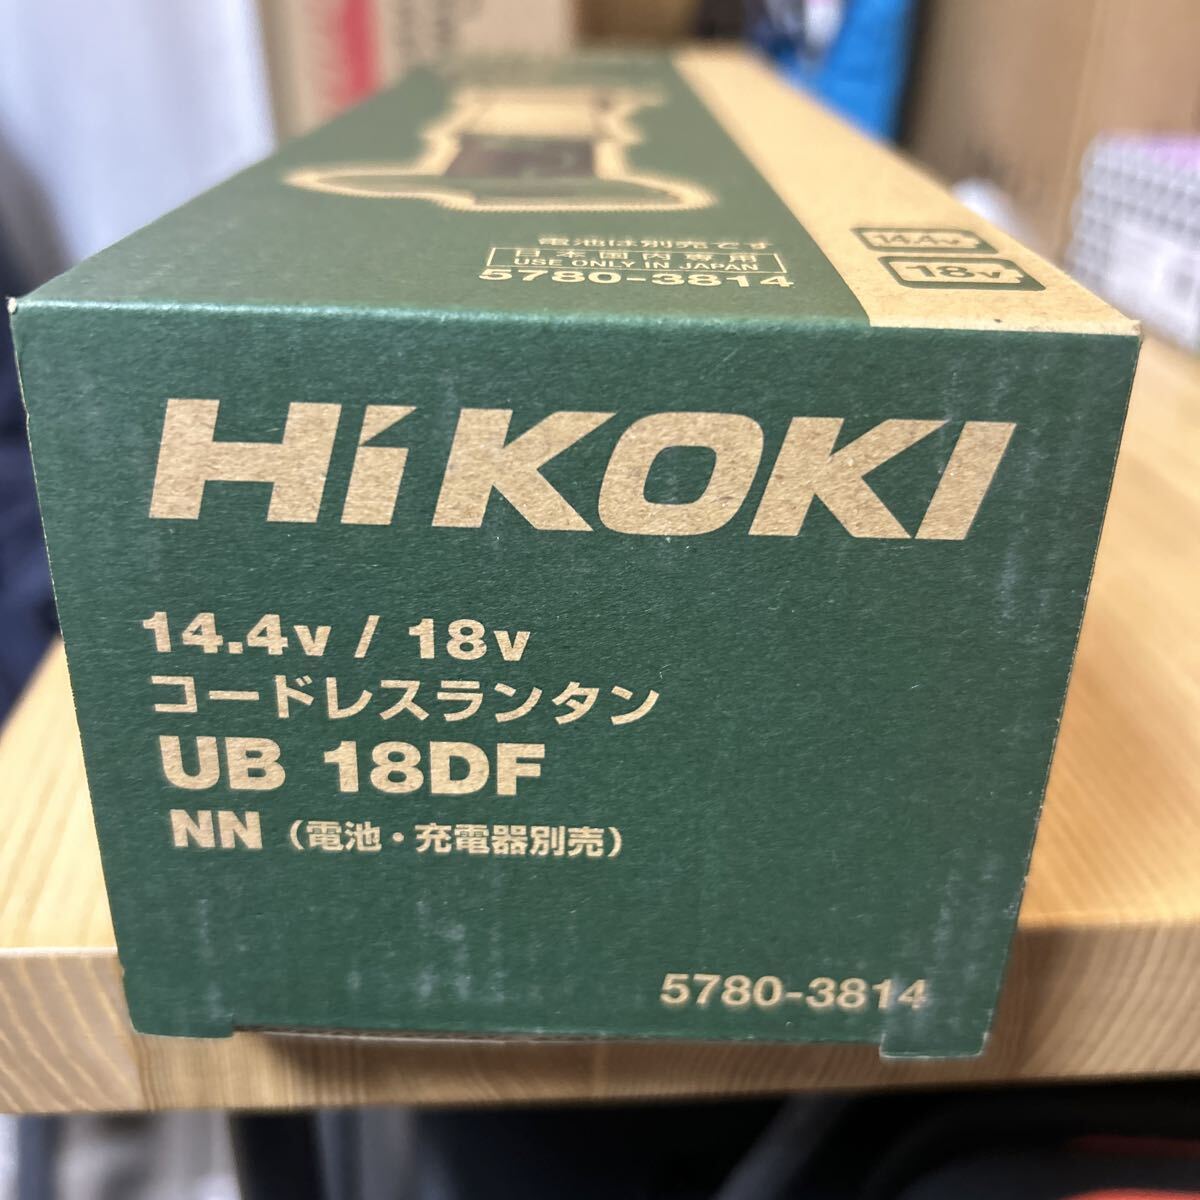 電池は別売です
日本国内専用
USE ONLY IN JAPAN
5780-3814
14.4v
18v
HiKOKI
14.4v / 18v
コードレスランタン
UB 18DF
NN（電池・充電器別売）
5780-3814